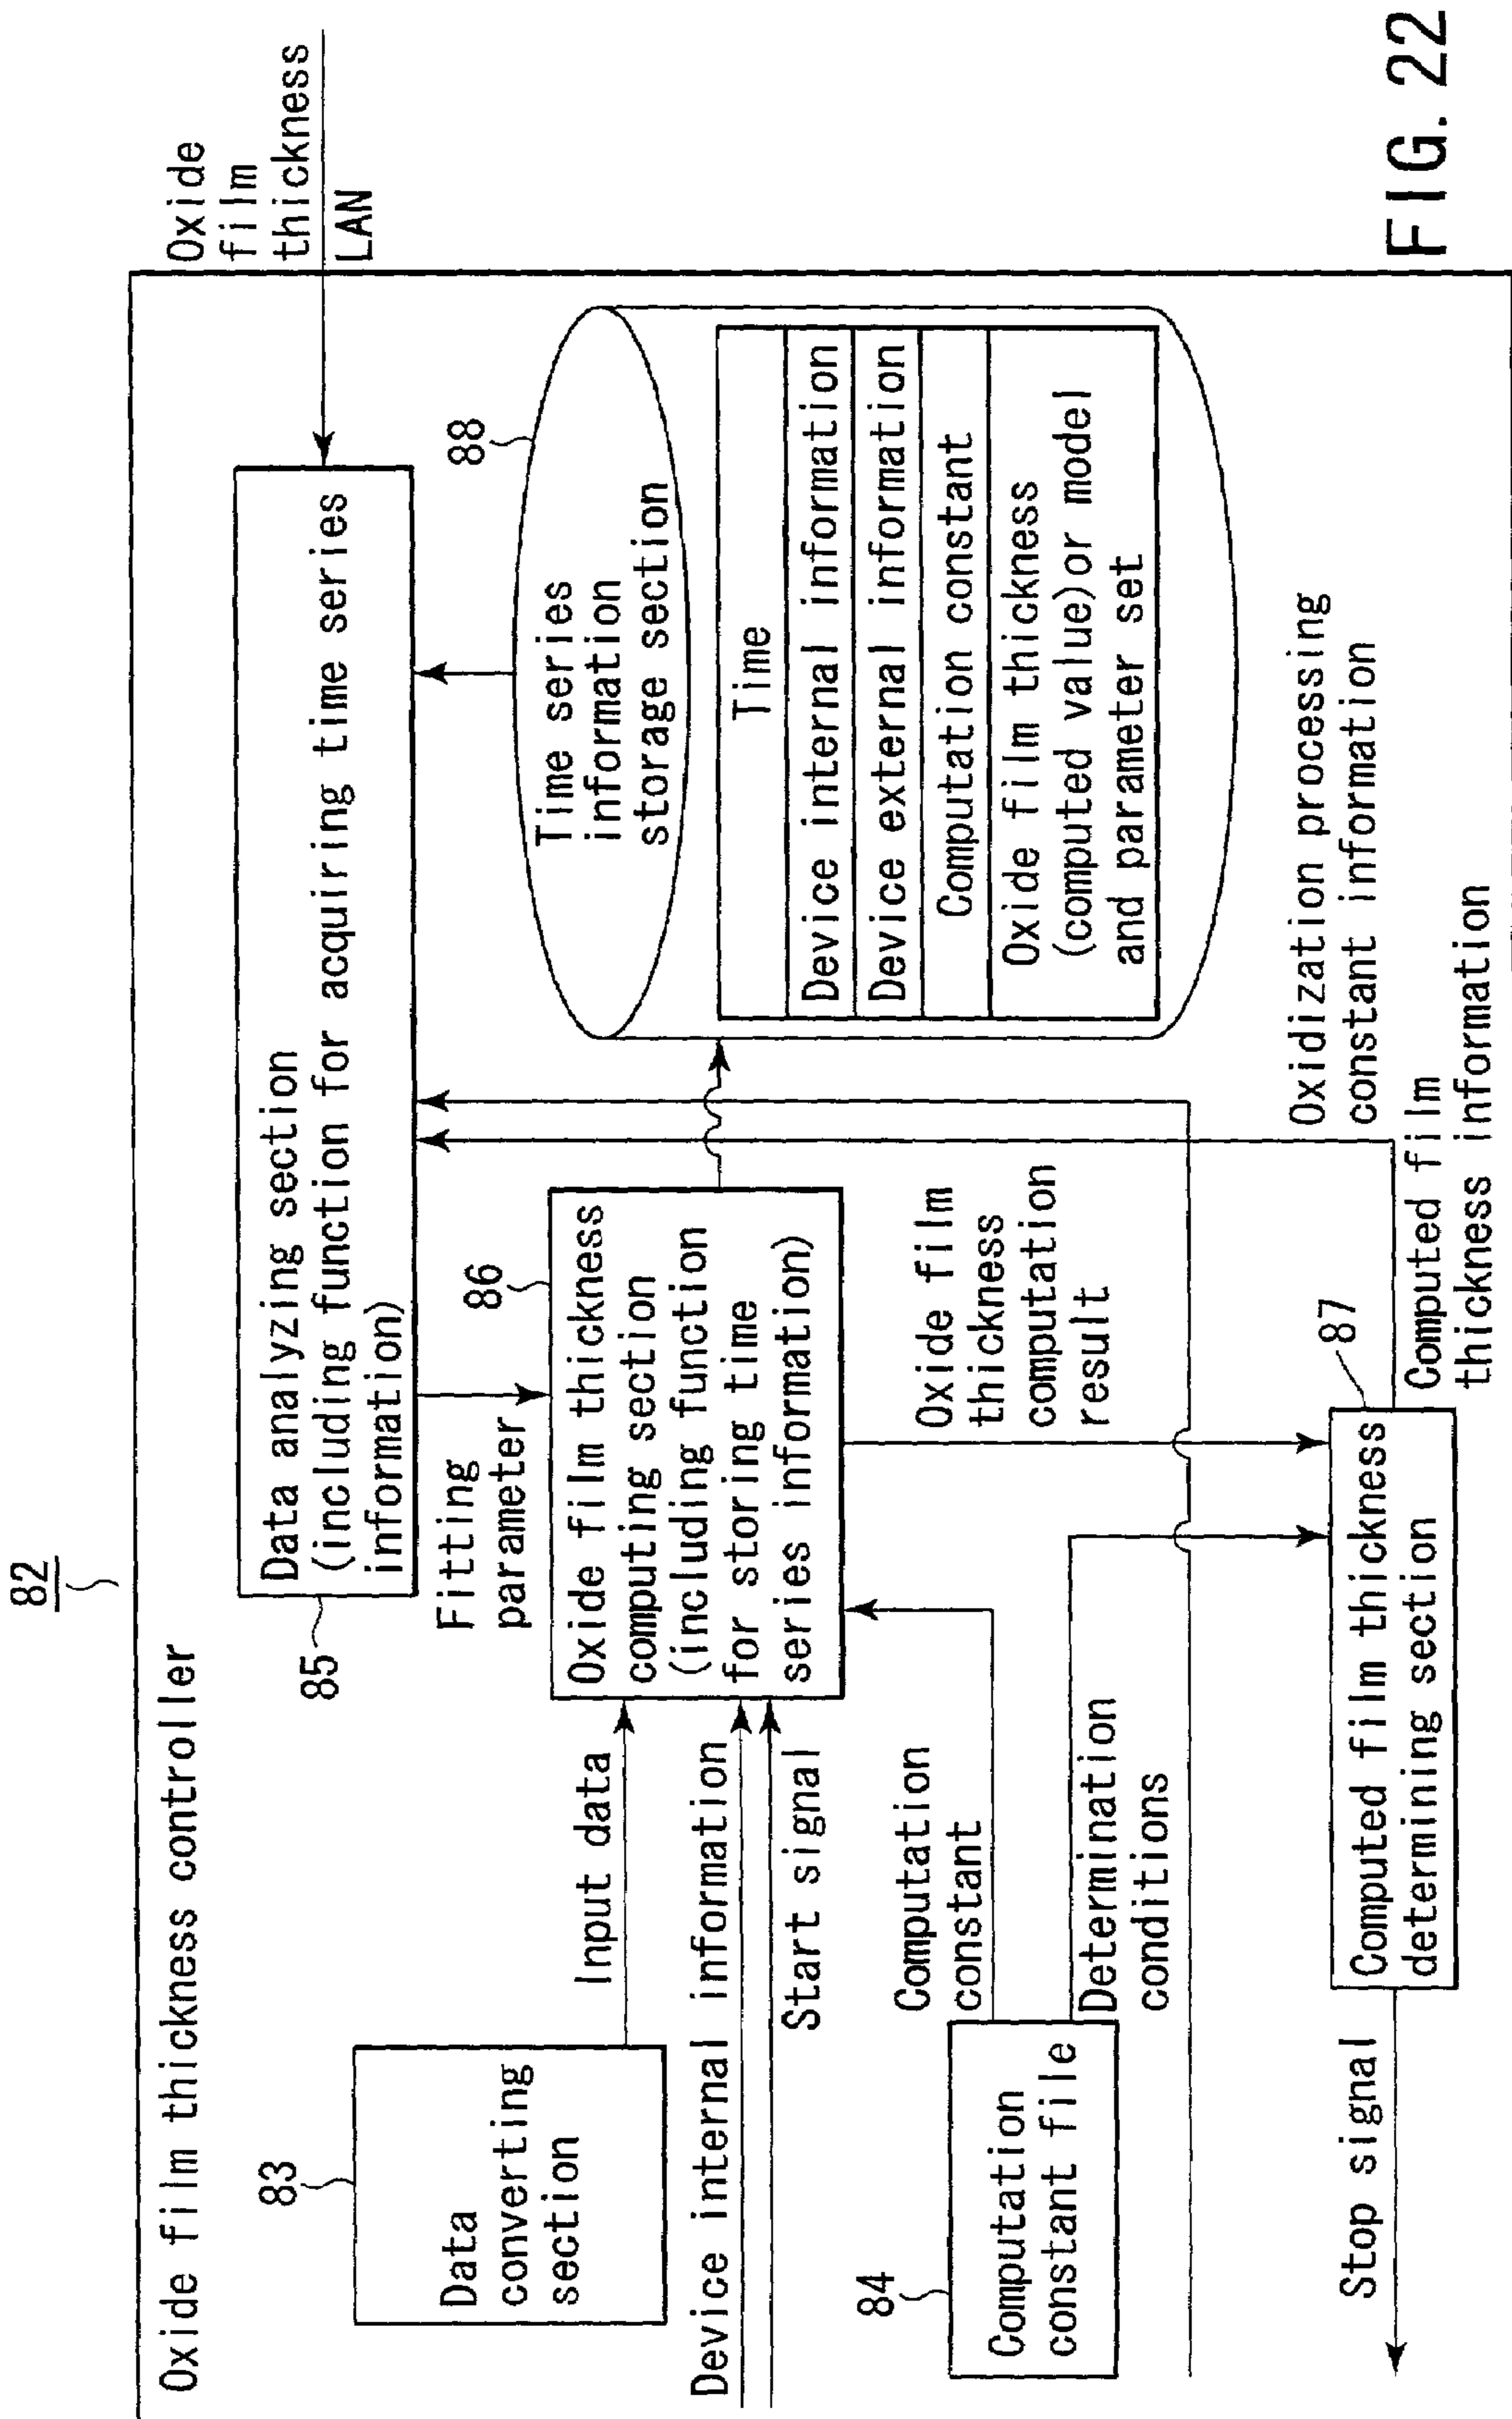 82
Oxide film thickness controller
Oxide
film
thickness
LAN
Data analyzing section
(including function for acquiring time series
information)
85
Fitting
parameter
83
Data
converting
section
Input data
Device internal information
Start signal
86
Oxide film thickness
computing section
(including function
for storing time
series information)
88
Time series
information
storage section
Time
Device internal information
Device external information
Computation constant
Oxide film thickness
(computed value)or model
and parameter set
84
Computation
constant file
Computation
constant
Determination
conditions
Oxide film
thickness
computation
result
Oxidization processing
constant information
87
Computed film thickness
determining section
Computed film
thickness information
Stop signal
FIG. 22